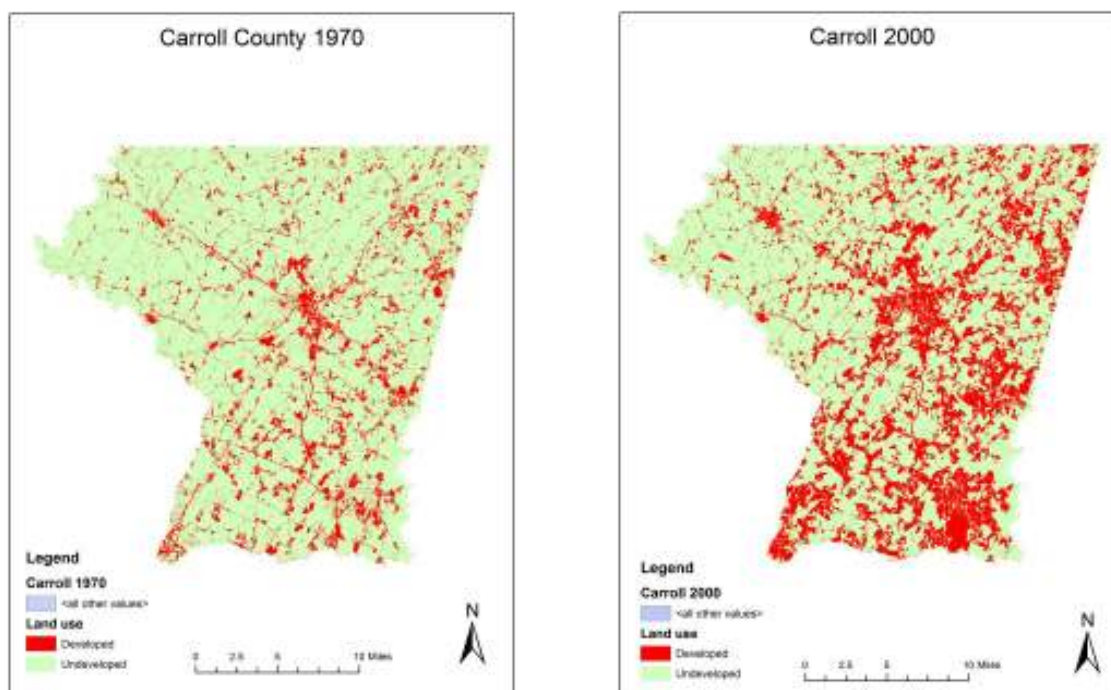 Carroll County 1970
Legend
Carroll 1970
<all other values>
Land use
Developed
Undeveloped
0 2.5 5 10 Miles
N
Carroll 2000
Legend
Carroll 2000
<all other values>
Land use
Developed
Undeveloped
0 2.5 5 10 Miles
N